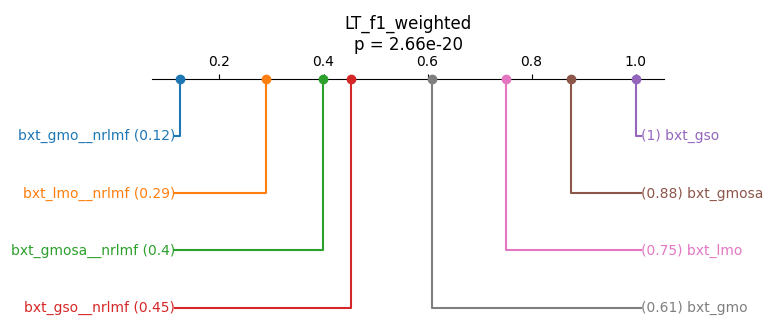 LT_f1_weighted
p = 2.66e-20
0.2 0.4 0.6 0.8 1.0
bxt_gmo__nrlmf (0.12) (1) bxt_gso
bxt_lmo__nrlmf (0.29) (0.88) bxt_gmosa
bxt_gmosa__nrlmf (0.4) (0.75) bxt_lmo
bxt_gso__nrlmf (0.45) (0.61) bxt_gmo